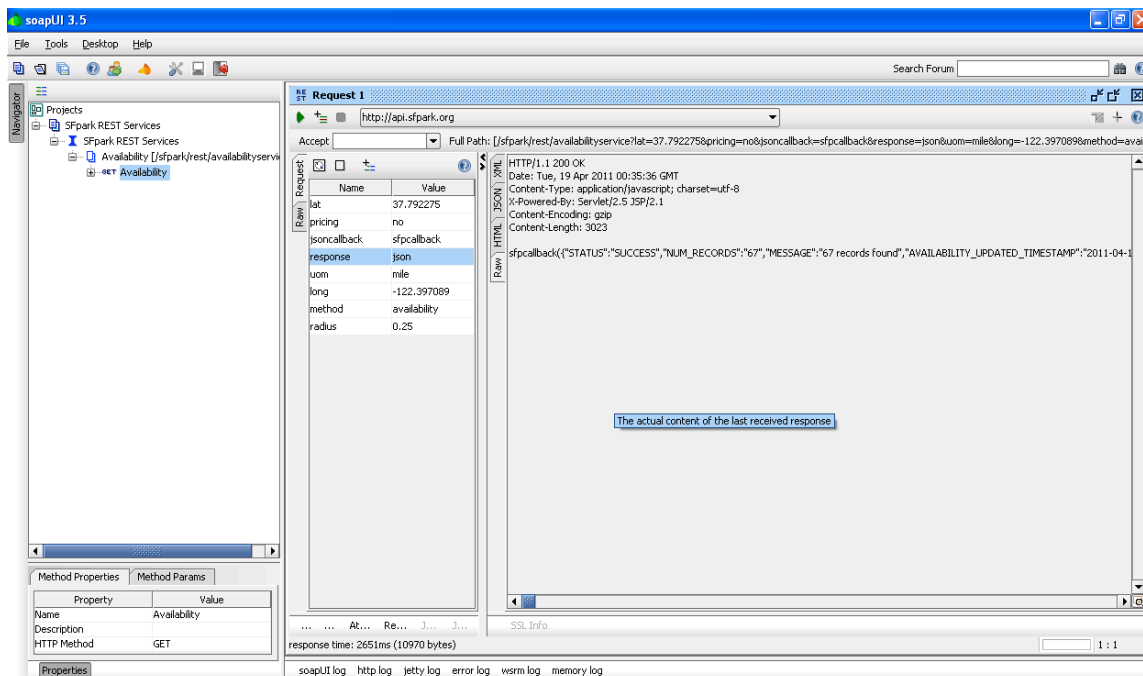 soapUI 3.5
File Tools Desktop Help
Search Forum
Navigator
Projects
SFpark REST Services
SFpark REST Services
Availability [/sfpark/rest/availabilityservi
GET Availability
Method Properties Method Params
Property Value
Name Availability
Description
HTTP Method GET
Properties
REST Request 1
http://api.sfpark.org
Accept Full Path: [/sfpark/rest/availabilityservice?lat=37.792275&pricing=no&jsoncallback=sfpcallback&response=json&uom=mile&long=-122.397089&method=avai
Request
Raw
Name Value
lat 37.792275
pricing no
jsoncallback sfpcallback
response json
uom mile
long -122.397089
method availability
radius 0.25
... ... At... Re... J... J...
XML
JSON
HTML
Raw
HTTP/1.1 200 OK
Date: Tue, 19 Apr 2011 00:35:36 GMT
Content-Type: application/javascript; charset=utf-8
X-Powered-By: Servlet/2.5 JSP/2.1
Content-Encoding: gzip
Content-Length: 3023
sfpcallback({"STATUS":"SUCCESS","NUM_RECORDS":"67","MESSAGE":"67 records found","AVAILABILITY_UPDATED_TIMESTAMP":"2011-04-1
The actual content of the last received response
SSL Info
response time: 2651ms (10970 bytes)
1 : 1
soapUI log http log jetty log error log wsrm log memory log